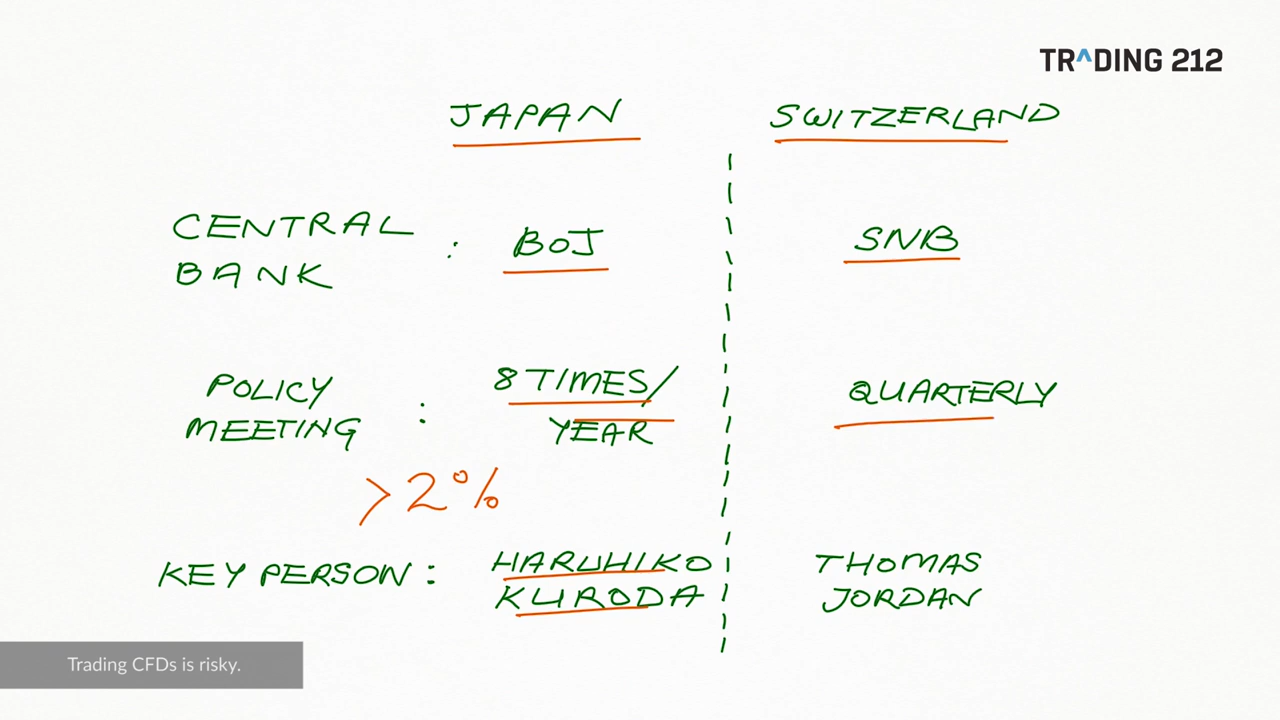 TRADING 212
JAPAN SWITZERLAND
CENTRAL
BANK : BOJ SNB
POLICY
MEETING : 8 TIMES/
YEAR QUARTERLY
>2%
KEY PERSON: HARUHIKO
KURODA THOMAS
JORDAN
Trading CFDs is risky.